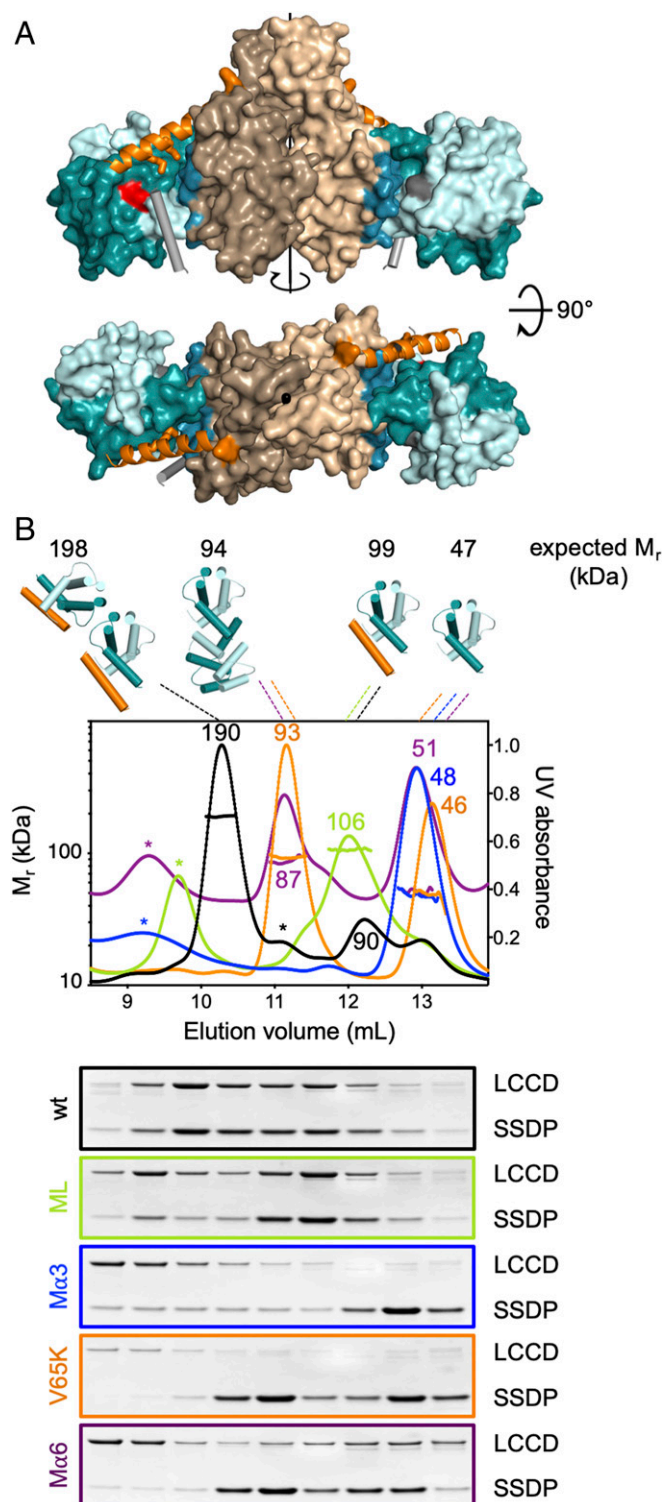 A
90°
B
198 94 99 47 expected Mr
(kDa)
190 93 51
48
46
106
87
90
* * * *
Mr (kDa)
100
10
UV absorbance
1.0
0.8
0.6
0.4
0.2
9 10 11 12 13
Elution volume (mL)
wt
LCCD
SSDP
ML
LCCD
SSDP
Mα3
LCCD
SSDP
V65K
LCCD
SSDP
Mα6
LCCD
SSDP